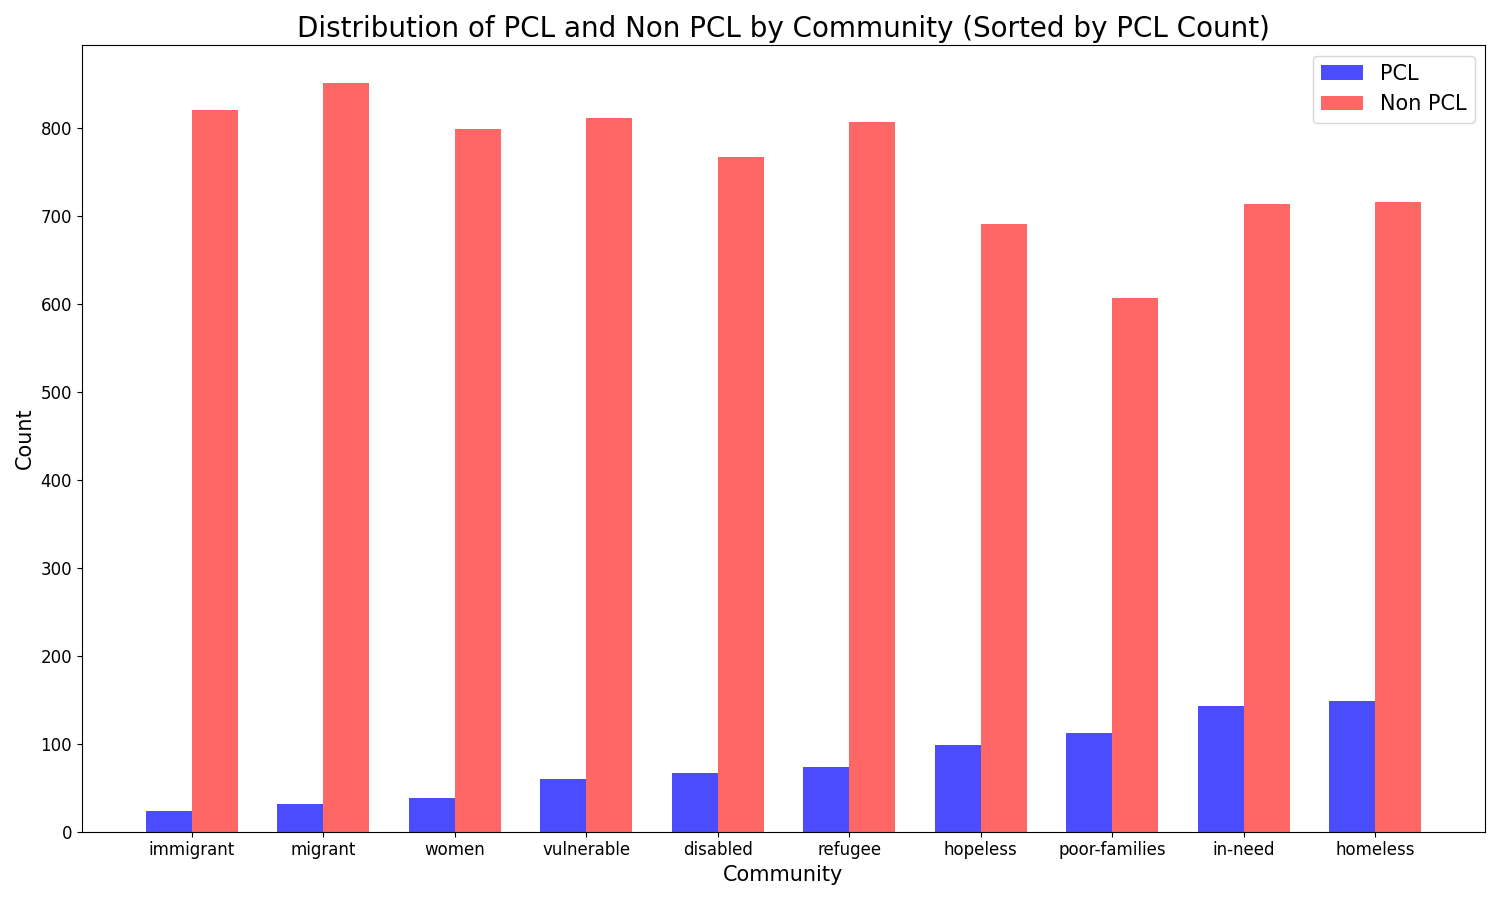 Distribution of PCL and Non PCL by Community (Sorted by PCL Count)
PCL
Non PCL
800
700
600
500
400
300
200
100
0
Count
immigrant
migrant
women
vulnerable
disabled
refugee
hopeless
poor-families
in-need
homeless
Community